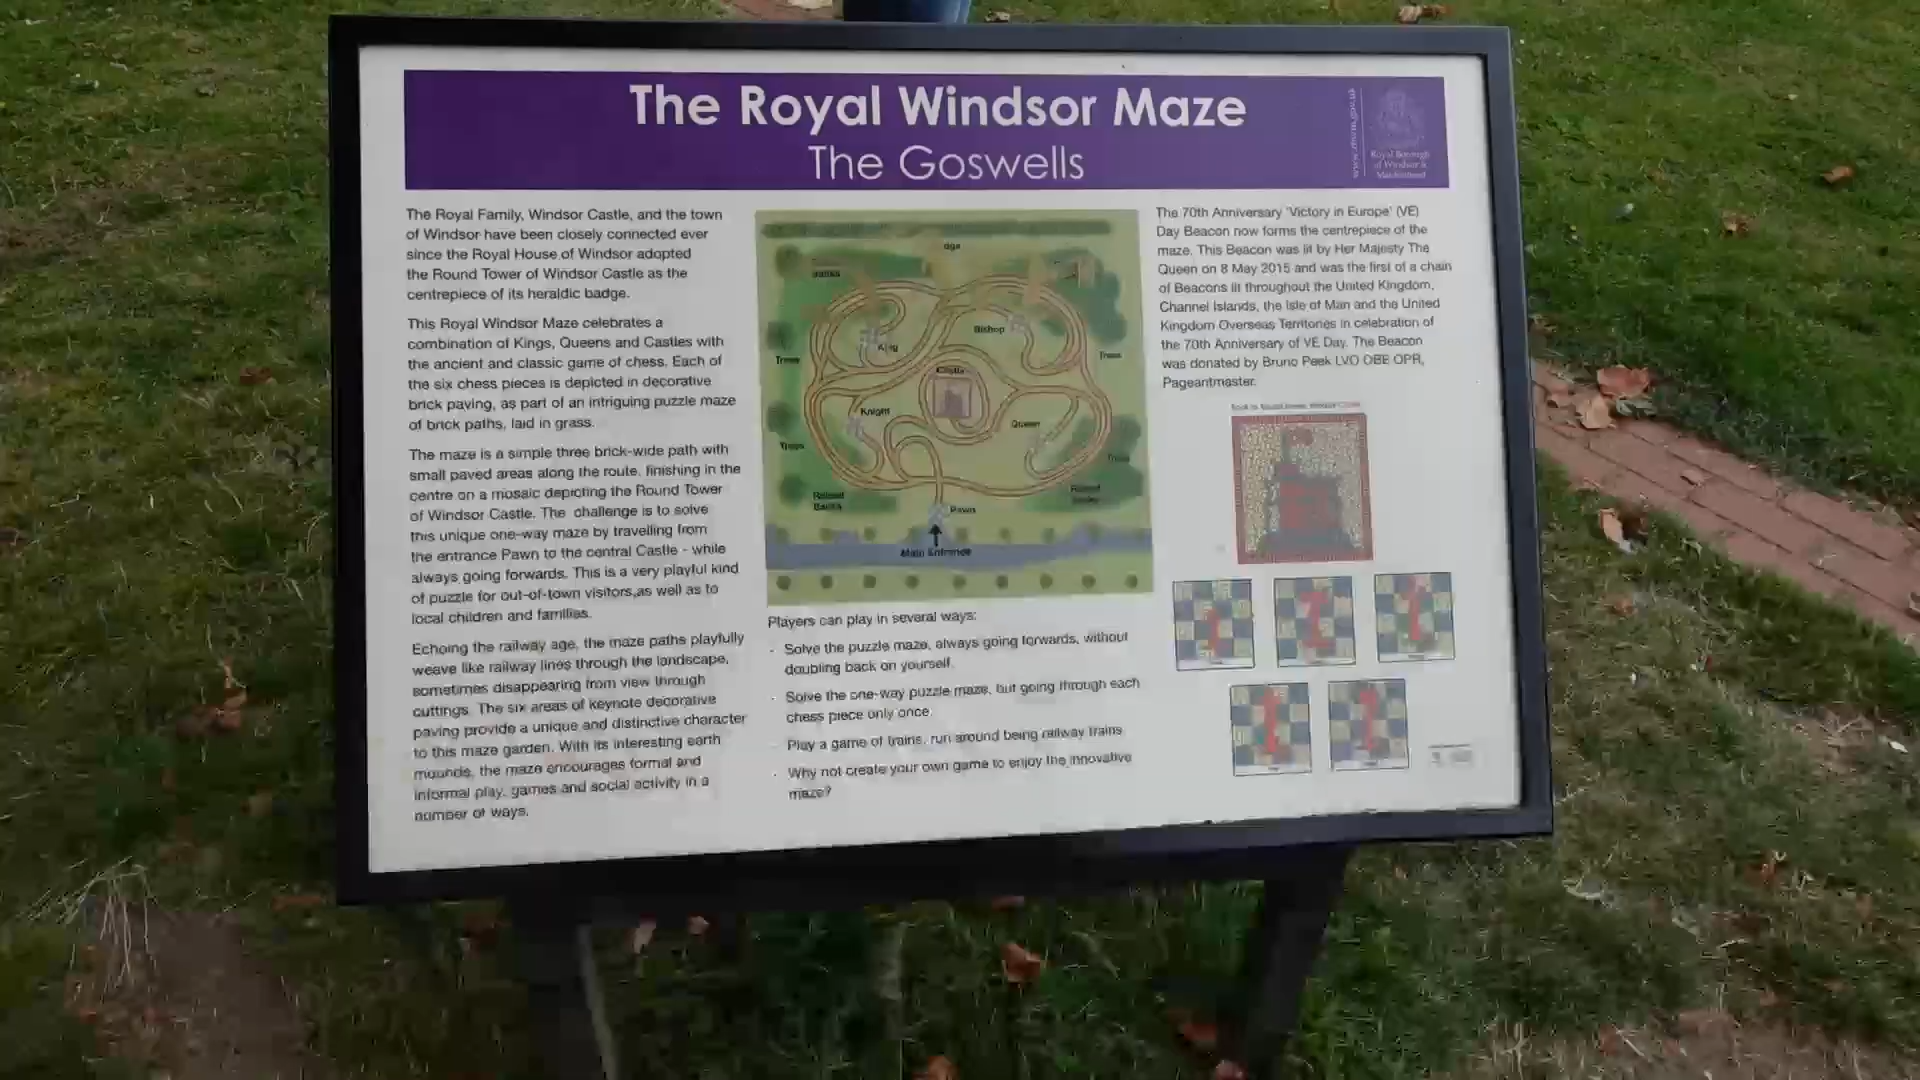 The Royal Windsor Maze
The Goswells
www.rbwm.gov.uk
Royal Borough
of Windsor &
Maidenhead
The Royal Family, Windsor Castle, and the town
of Windsor have been closely connected ever
since the Royal House of Windsor adopted
the Round Tower of Windsor Castle as the
centrepiece of its heraldic badge.
This Royal Windsor Maze celebrates a
combination of Kings, Queens and Castles with
the ancient and classic game of chess. Each of
the six chess pieces is depicted in decorative
brick paving, as part of an intriguing puzzle maze
of brick paths, laid in grass.
The maze is a simple three brick-wide path with
small paved areas along the route, finishing in the
centre on a mosaic depicting the Round Tower
of Windsor Castle. The challenge is to solve
this unique one-way maze by travelling from
the entrance Pawn to the central Castle - while
always going forwards. This is a very playful kind
of puzzle for out-of-town visitors,as well as to
local children and families.
Echoing the railway age, the maze paths playfully
weave like railway lines through the landscape,
sometimes disappearing from view through
cuttings. The six areas of keynote decorative
paving provide a unique and distinctive character
to this maze garden. With its interesting earth
mounds, the maze encourages formal and
informal play, games and social activity in a
number of ways.
King
Bishop
Trees
Trees
Castle
Knight
Queen
Trees
Trees
Raised
Banks
Raised
Pawn
Main Entrance
Players can play in several ways:
- Solve the puzzle maze, always going forwards, without
doubling back on yourself.
- Solve the one-way puzzle maze, but going through each
chess piece only once.
- Play a game of trains, run around being railway trains
- Why not create your own game to enjoy the innovative
maze?
The 70th Anniversary 'Victory in Europe' (VE)
Day Beacon now forms the centrepiece of the
maze. This Beacon was lit by Her Majesty The
Queen on 8 May 2015 and was the first of a chain
of Beacons lit throughout the United Kingdom,
Channel Islands, the Isle of Man and the United
Kingdom Overseas Territories in celebration of
the 70th Anniversary of VE Day. The Beacon
was donated by Bruno Peek LVO OBE OPR,
Pageantmaster.